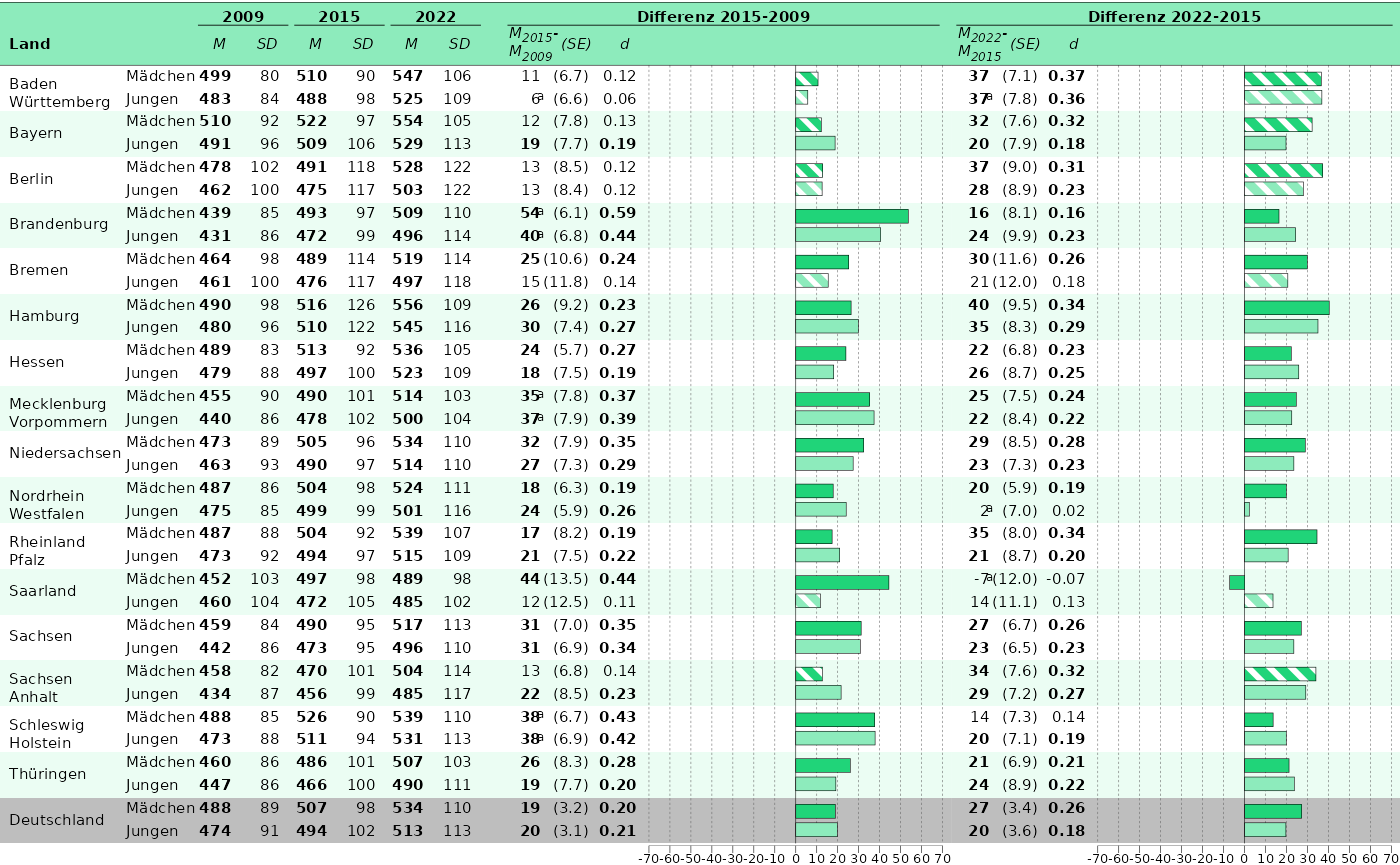 2009 2015 2022 Differenz 2015-2009 Differenz 2022-2015
Land M SD M SD M SD M2015- M2009 (SE) d M2022- M2015 (SE) d
Baden Württemberg
Mädchen 499 80 510 90 547 106 11 (6.7) 0.12 37 (7.1) 0.37
Jungen 483 84 488 98 525 109 6a (6.6) 0.06 37a (7.8) 0.36
Bayern
Mädchen 510 92 522 97 554 105 12 (7.8) 0.13 32 (7.6) 0.32
Jungen 491 96 509 106 529 113 19 (7.7) 0.19 20 (7.9) 0.18
Berlin
Mädchen 478 102 491 118 528 122 13 (8.5) 0.12 37 (9.0) 0.31
Jungen 462 100 475 117 503 122 13 (8.4) 0.12 28 (8.9) 0.23
Brandenburg
Mädchen 439 85 493 97 509 110 54a (6.1) 0.59 16 (8.1) 0.16
Jungen 431 86 472 99 496 114 40a (6.8) 0.44 24 (9.9) 0.23
Bremen
Mädchen 464 98 489 114 519 114 25 (10.6) 0.24 30 (11.6) 0.26
Jungen 461 100 476 117 497 118 15 (11.8) 0.14 21 (12.0) 0.18
Hamburg
Mädchen 490 98 516 126 556 109 26 (9.2) 0.23 40 (9.5) 0.34
Jungen 480 96 510 122 545 116 30 (7.4) 0.27 35 (8.3) 0.29
Hessen
Mädchen 489 83 513 92 536 105 24 (5.7) 0.27 22 (6.8) 0.23
Jungen 479 88 497 100 523 109 18 (7.5) 0.19 26 (8.7) 0.25
Mecklenburg Vorpommern
Mädchen 455 90 490 101 514 103 35a (7.8) 0.37 25 (7.5) 0.24
Jungen 440 86 478 102 500 104 37a (7.9) 0.39 22 (8.4) 0.22
Niedersachsen
Mädchen 473 89 505 96 534 110 32 (7.9) 0.35 29 (8.5) 0.28
Jungen 463 93 490 97 514 110 27 (7.3) 0.29 23 (7.3) 0.23
Nordrhein Westfalen
Mädchen 487 86 504 98 524 111 18 (6.3) 0.19 20 (5.9) 0.19
Jungen 475 85 499 99 501 116 24 (5.9) 0.26 2a (7.0) 0.02
Rheinland Pfalz
Mädchen 487 88 504 92 539 107 17 (8.2) 0.19 35 (8.0) 0.34
Jungen 473 92 494 97 515 109 21 (7.5) 0.22 21 (8.7) 0.20
Saarland
Mädchen 452 103 497 98 489 98 44 (13.5) 0.44 -7a (12.0) -0.07
Jungen 460 104 472 105 485 102 12 (12.5) 0.11 14 (11.1) 0.13
Sachsen
Mädchen 459 84 490 95 517 113 31 (7.0) 0.35 27 (6.7) 0.26
Jungen 442 86 473 95 496 110 31 (6.9) 0.34 23 (6.5) 0.23
Sachsen Anhalt
Mädchen 458 82 470 101 504 114 13 (6.8) 0.14 34 (7.6) 0.32
Jungen 434 87 456 99 485 117 22 (8.5) 0.23 29 (7.2) 0.27
Schleswig Holstein
Mädchen 488 85 526 90 539 110 38a (6.7) 0.43 14 (7.3) 0.14
Jungen 473 88 511 94 531 113 38a (6.9) 0.42 20 (7.1) 0.19
Thüringen
Mädchen 460 86 486 101 507 103 26 (8.3) 0.28 21 (6.9) 0.21
Jungen 447 86 466 100 490 111 19 (7.7) 0.20 24 (8.9) 0.22
Deutschland
Mädchen 488 89 507 98 534 110 19 (3.2) 0.20 27 (3.4) 0.26
Jungen 474 91 494 102 513 113 20 (3.1) 0.21 20 (3.6) 0.18
-70 -60 -50 -40 -30 -20 -10 0 10 20 30 40 50 60 70 -70 -60 -50 -40 -30 -20 -10 0 10 20 30 40 50 60 70